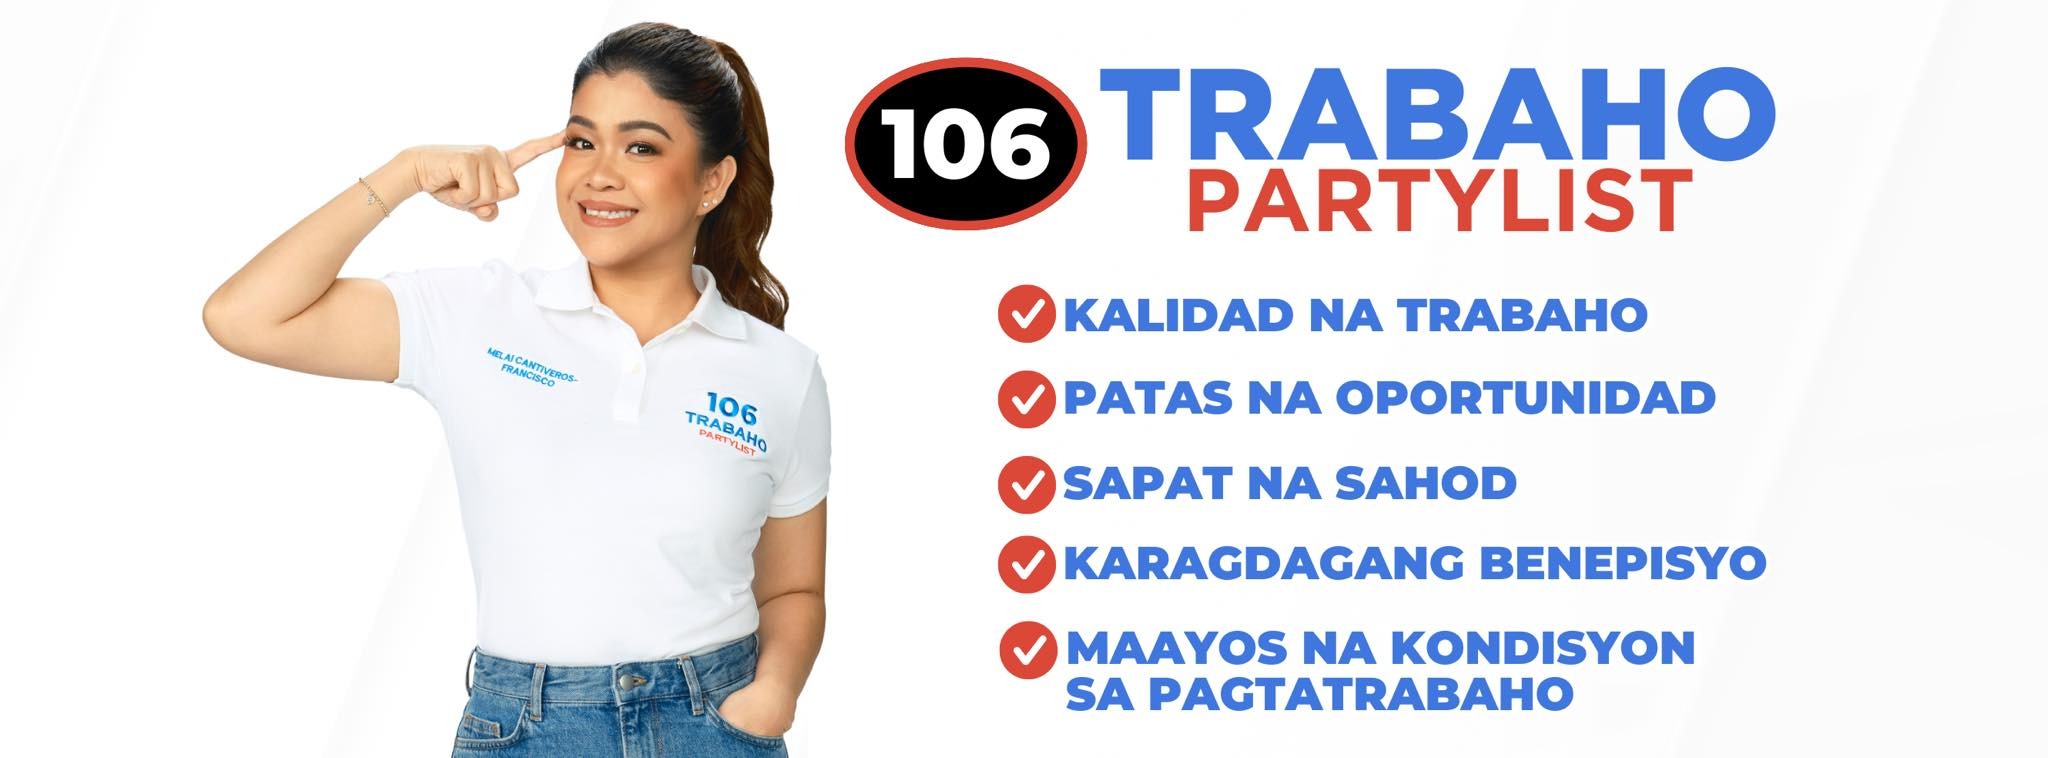 106
TRABAHO
PARTYLIST
KALIDAD NA TRABAHO
PATAS NA OPORTUNIDAD
SAPAT NA SAHOD
KARAGDAGANG BENEPISYO
MAAYOS NA KONDISYON
SA PAGTATRABAHO
MELAI CANTIVEROS-
FRANCISCO
106
TRABAHO
PARTYLIST